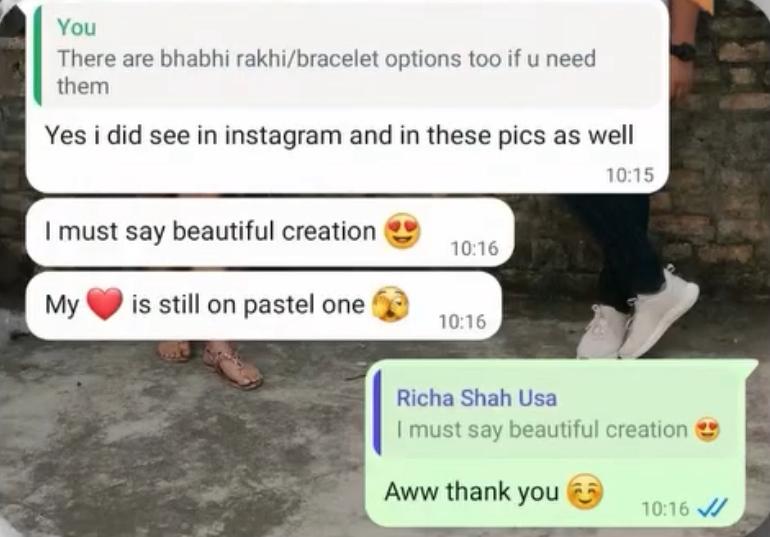 You
There are bhabhi rakhi/bracelet options too if u need
them
Yes i did see in instagram and in these pics as well
10:15
I must say beautiful creation 😍
10:16
My ❤️ is still on pastel one 🫣
10:16
Richa Shah Usa
I must say beautiful creation 😍
Aww thank you ☺️
10:16